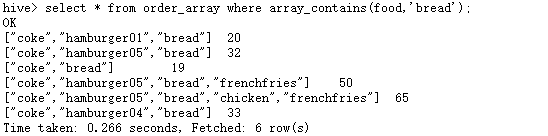 hive> select * from order_array where array_contains(food,'bread');
OK
["coke","hamburger01","bread"]  20
["coke","hamburger05","bread"]  32
["coke","bread"]        19
["coke","hamburger05","bread","frenchfries"]    50
["coke","hamburger05","bread","chicken","frenchfries"]  65
["coke","hamburger04","bread"]  33
Time taken: 0.266 seconds, Fetched: 6 row(s)